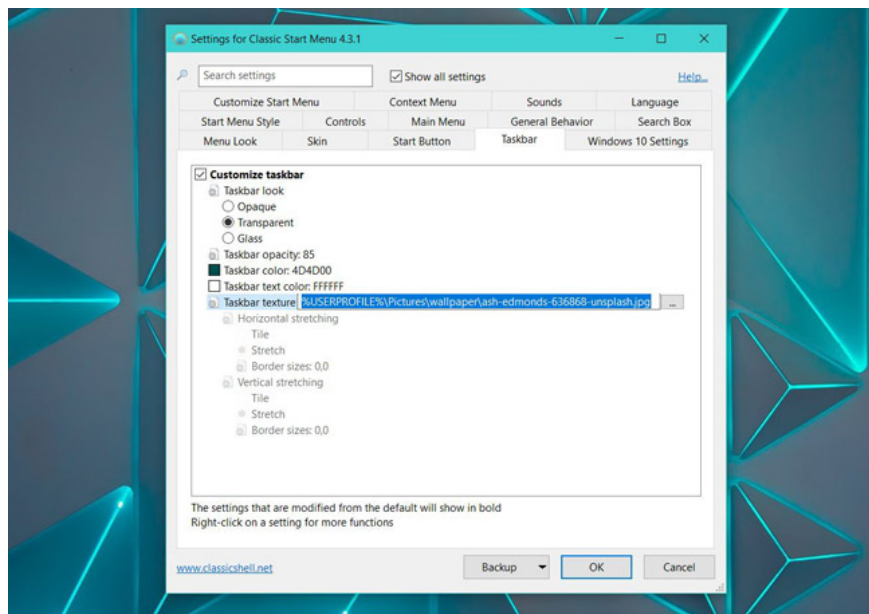 Settings for Classic Start Menu 4.3.1
Search settings
Show all settings
Help...
Customize Start Menu Context Menu Sounds Language
Start Menu Style Controls Main Menu General Behavior Search Box
Menu Look Skin Start Button Taskbar Windows 10 Settings
Customize taskbar
Taskbar look
Opaque
Transparent
Glass
Taskbar opacity: 85
Taskbar color: 4D4D00
Taskbar text color: FFFFFF
Taskbar texture %USERPROFILE%\Pictures\wallpaper\ash-edmonds-636868-unsplash.jpg ...
Horizontal stretching
Tile
Stretch
Border sizes: 0,0
Vertical stretching
Tile
Stretch
Border sizes: 0,0
The settings that are modified from the default will show in bold
Right-click on a setting for more functions
www.classicshell.net
Backup OK Cancel